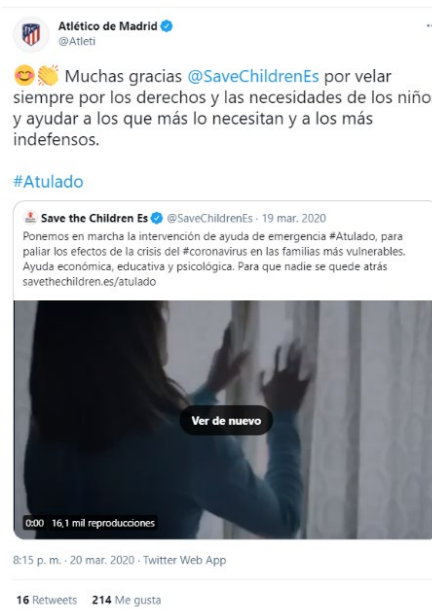 Atlético de Madrid
@Atleti
😊👏 Muchas gracias @SaveChildrenEs por velar
siempre por los derechos y las necesidades de los niño
y ayudar a los que más lo necesitan y a los más
indefensos.
#Atulado
Save the Children Es @SaveChildrenEs · 19 mar. 2020
Ponemos en marcha la intervención de ayuda de emergencia #Atulado, para
paliar los efectos de la crisis del #coronavirus en las familias más vulnerables.
Ayuda económica, educativa y psicológica. Para que nadie se quede atrás
savethechildren.es/atulado
Ver de nuevo
0:00 16,1 mil reproducciones
8:15 p. m. · 20 mar. 2020 · Twitter Web App
16 Retweets 214 Me gusta